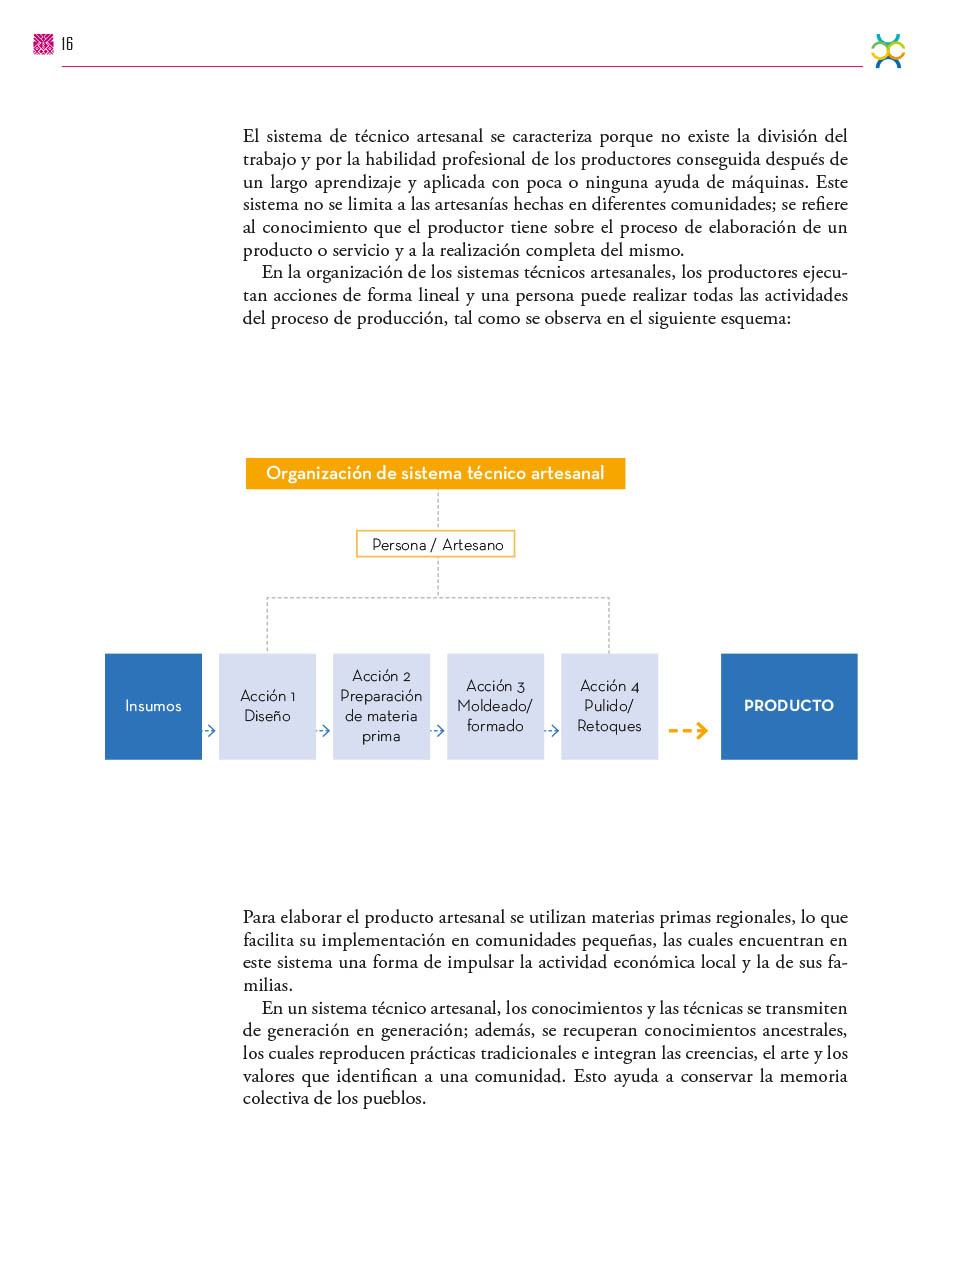 16
El sistema de técnico artesanal se caracteriza porque no existe la división del
trabajo y por la habilidad profesional de los productores conseguida después de
un largo aprendizaje y aplicada con poca o ninguna ayuda de máquinas. Este
sistema no se limita a las artesanías hechas en diferentes comunidades; se refiere
al conocimiento que el productor tiene sobre el proceso de elaboración de un
producto o servicio y a la realización completa del mismo.
En la organización de los sistemas técnicos artesanales, los productores ejecu-
tan acciones de forma lineal y una persona puede realizar todas las actividades
del proceso de producción, tal como se observa en el siguiente esquema:
Organización de sistema técnico artesanal
Persona / Artesano
Insumos
Acción 1
Diseño
Acción 2
Preparación
de materia
prima
Acción 3
Moldeado/
formado
Acción 4
Pulido/
Retoques
PRODUCTO
Para elaborar el producto artesanal se utilizan materias primas regionales, lo que
facilita su implementación en comunidades pequeñas, las cuales encuentran en
este sistema una forma de impulsar la actividad económica local y la de sus fa-
milias.
En un sistema técnico artesanal, los conocimientos y las técnicas se transmiten
de generación en generación; además, se recuperan conocimientos ancestrales,
los cuales reproducen prácticas tradicionales e integran las creencias, el arte y los
valores que identifican a una comunidad. Esto ayuda a conservar la memoria
colectiva de los pueblos.